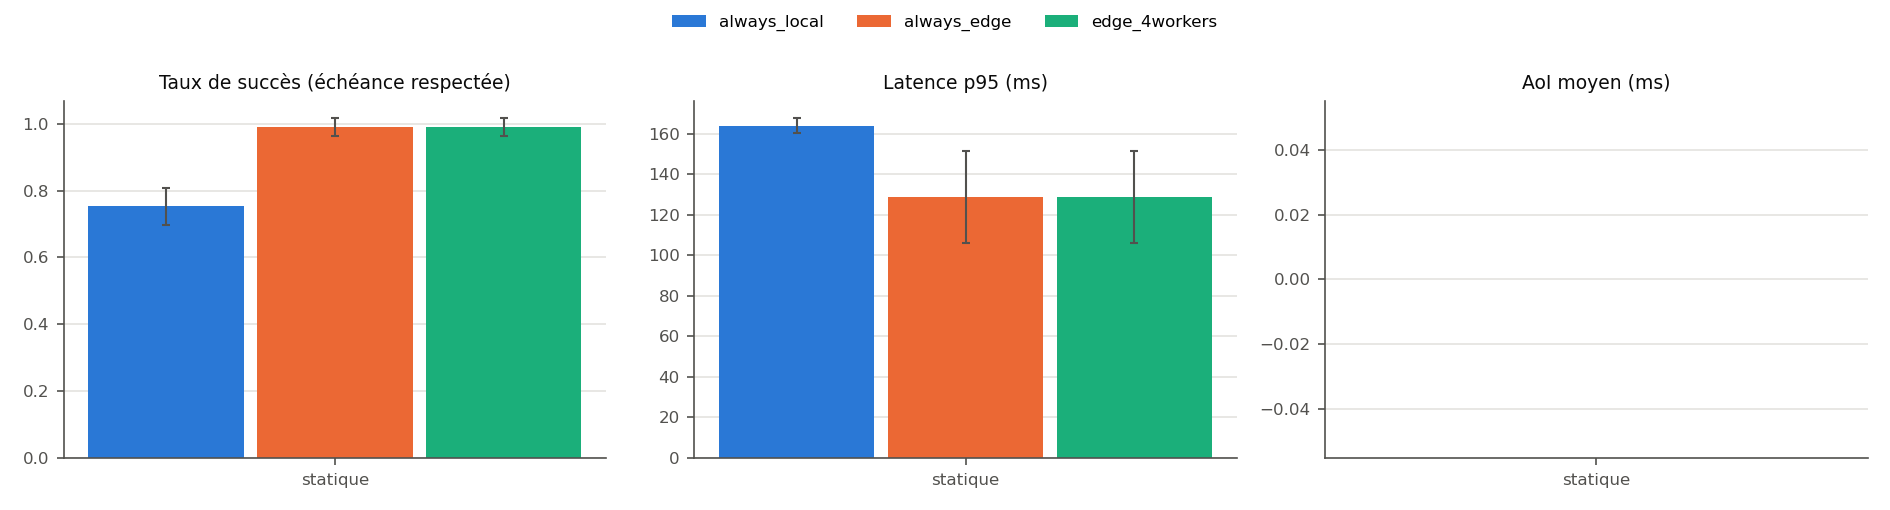 always_local always_edge edge_4workers
Taux de succès (échéance respectée)
1.0
0.8
0.6
0.4
0.2
0.0
statique
Latence p95 (ms)
160
140
120
100
80
60
40
20
0
statique
AoI moyen (ms)
0.04
0.02
0.00
−0.02
−0.04
statique